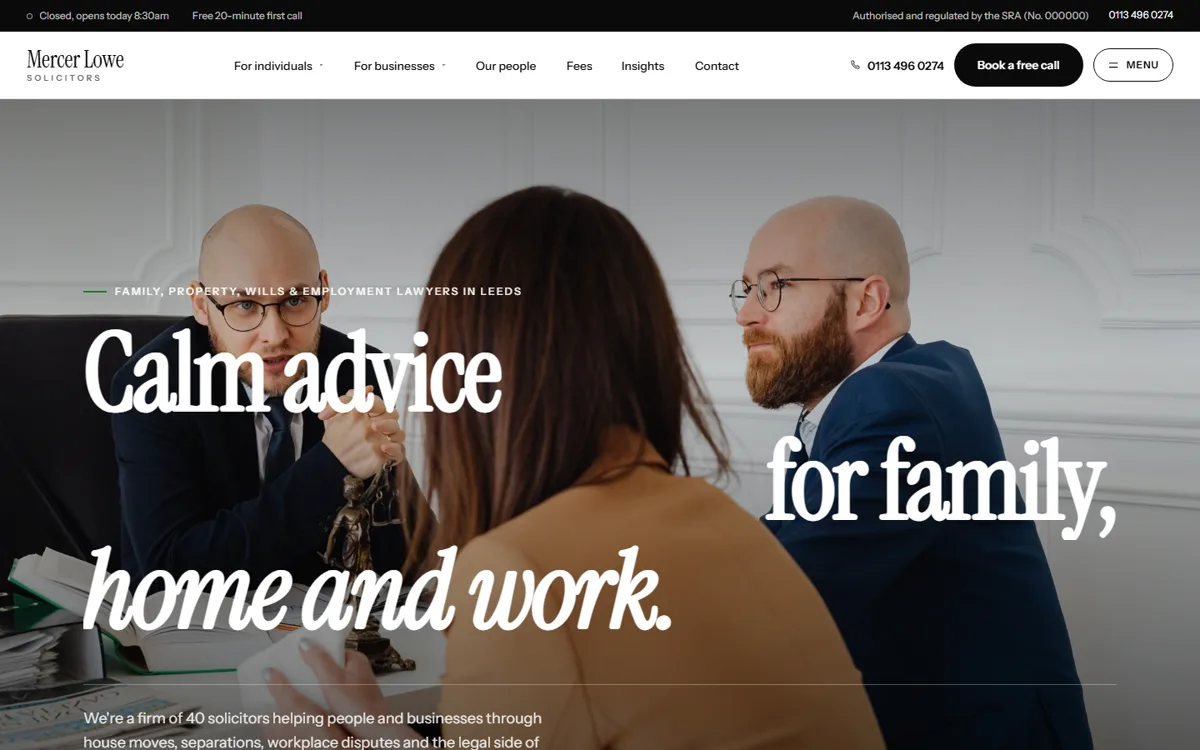 Closed, opens today 8:30am
Free 20-minute first call
Authorised and regulated by the SRA (No. 000000)
0113 496 0274
Mercer Lowe
SOLICITORS
For individuals
For businesses
Our people
Fees
Insights
Contact
0113 496 0274
Book a free call
MENU
FAMILY, PROPERTY, WILLS & EMPLOYMENT LAWYERS IN LEEDS
Calm advice
for family,
home and work.
We're a firm of 40 solicitors helping people and businesses through
house moves, separations, workplace disputes and the legal side of